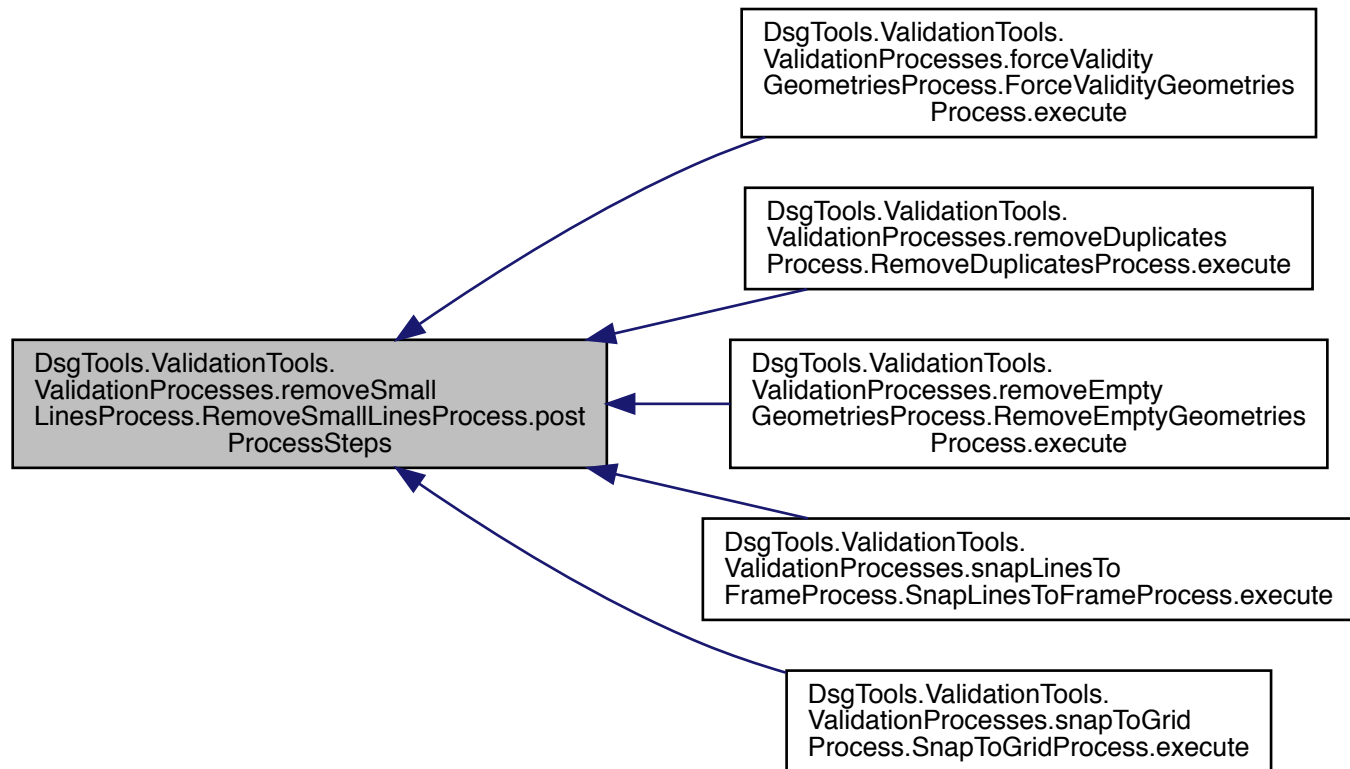 DsgTools.ValidationTools.
ValidationProcesses.forceValidity
GeometriesProcess.ForceValidityGeometries
Process.execute
DsgTools.ValidationTools.
ValidationProcesses.removeDuplicates
Process.RemoveDuplicatesProcess.execute
DsgTools.ValidationTools.
ValidationProcesses.removeSmall
LinesProcess.RemoveSmallLinesProcess.post
ProcessSteps
DsgTools.ValidationTools.
ValidationProcesses.removeEmpty
GeometriesProcess.RemoveEmptyGeometries
Process.execute
DsgTools.ValidationTools.
ValidationProcesses.snapLinesTo
FrameProcess.SnapLinesToFrameProcess.execute
DsgTools.ValidationTools.
ValidationProcesses.snapToGrid
Process.SnapToGridProcess.execute